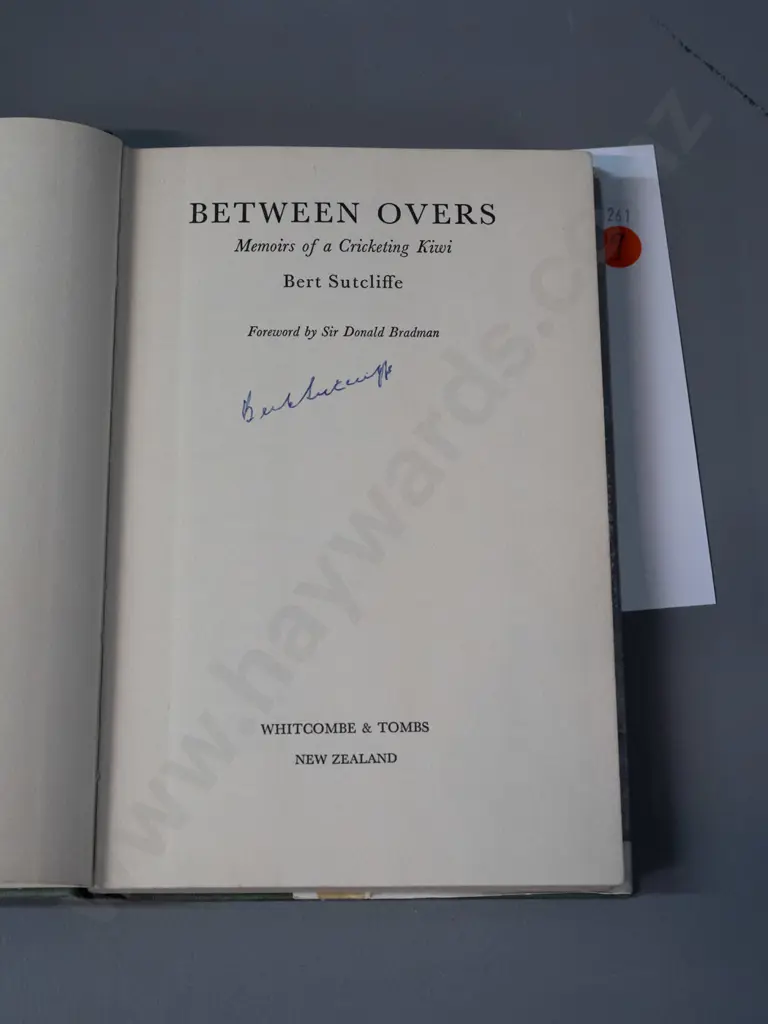 BETWEEN OVERS
Memoirs of a Cricketing Kiwi
Bert Sutcliffe
Foreword by Sir Donald Bradman
Bert Sutcliffe
WHITCOMBE & TOMBS
NEW ZEALAND
261
1
www.haywards.co.nz